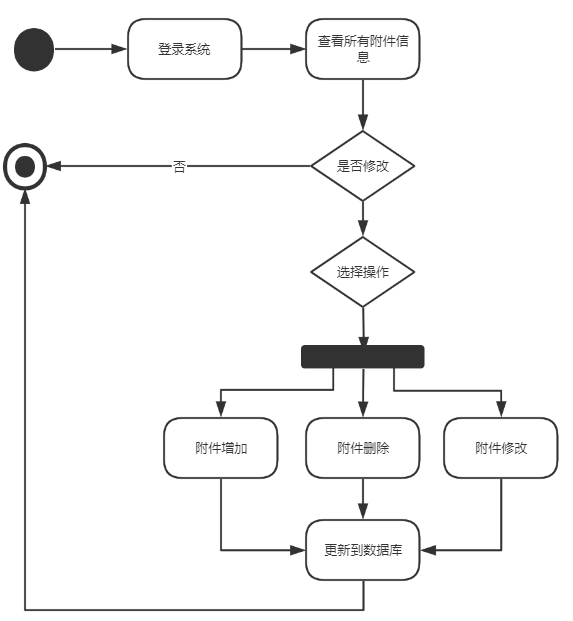 登录系统
查看所有附件信
息
否
是否修改
选择操作
附件增加
附件删除
附件修改
更新到数据库